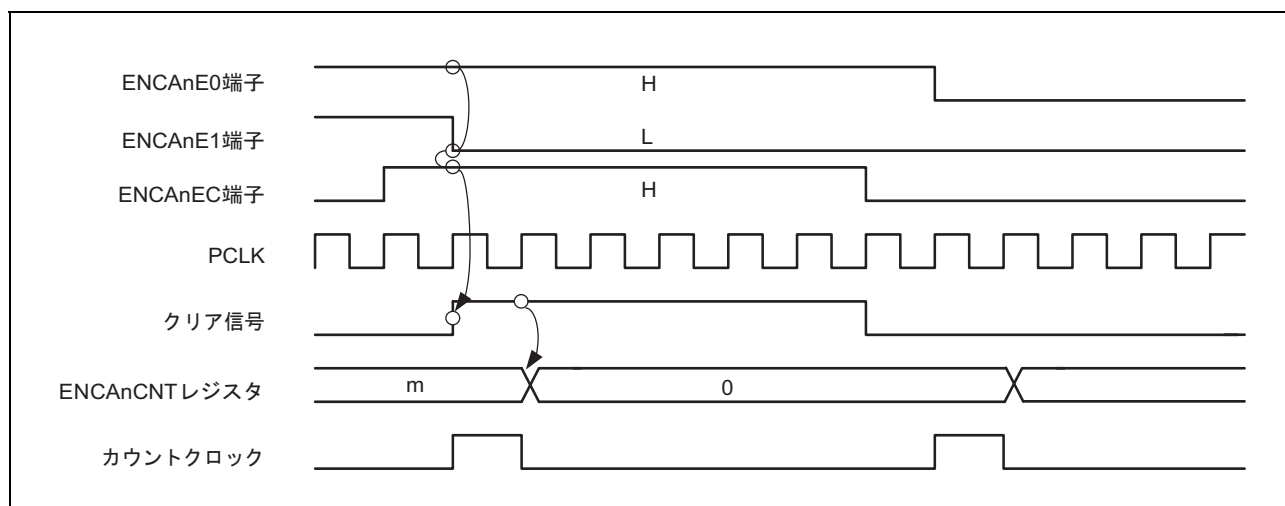 ENCAnE0端子
H
ENCAnE1端子
L
ENCAnEC端子
H
PCLK
クリア信号
ENCAnCNTレジスタ
m
0
カウントクロック